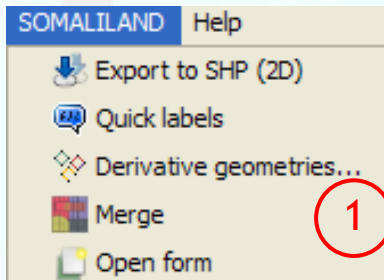 SOMALILAND Help
Export to SHP (2D)
Quick labels
Derivative geometries...
Merge
1
Open form